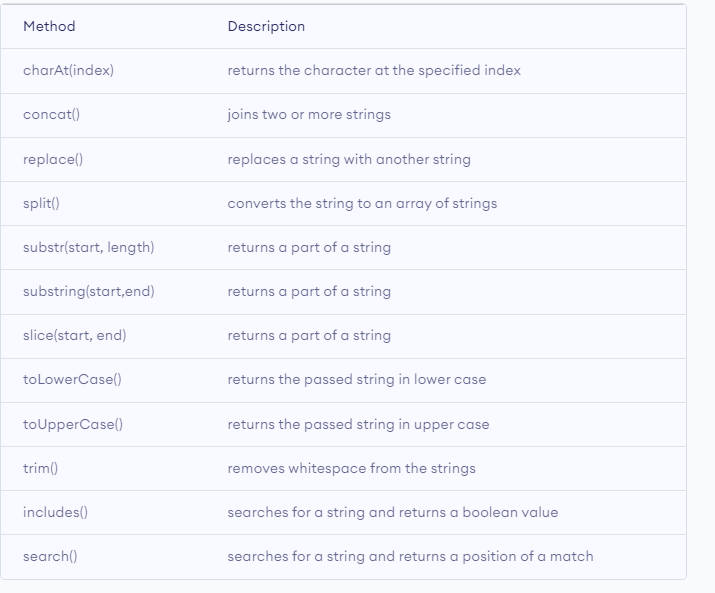 Method Description
charAt(index) returns the character at the specified index
concat() joins two or more strings
replace() replaces a string with another string
split() converts the string to an array of strings
substr(start, length) returns a part of a string
substring(start,end) returns a part of a string
slice(start, end) returns a part of a string
toLowerCase() returns the passed string in lower case
toUpperCase() returns the passed string in upper case
trim() removes whitespace from the strings
includes() searches for a string and returns a boolean value
search() searches for a string and returns a position of a match